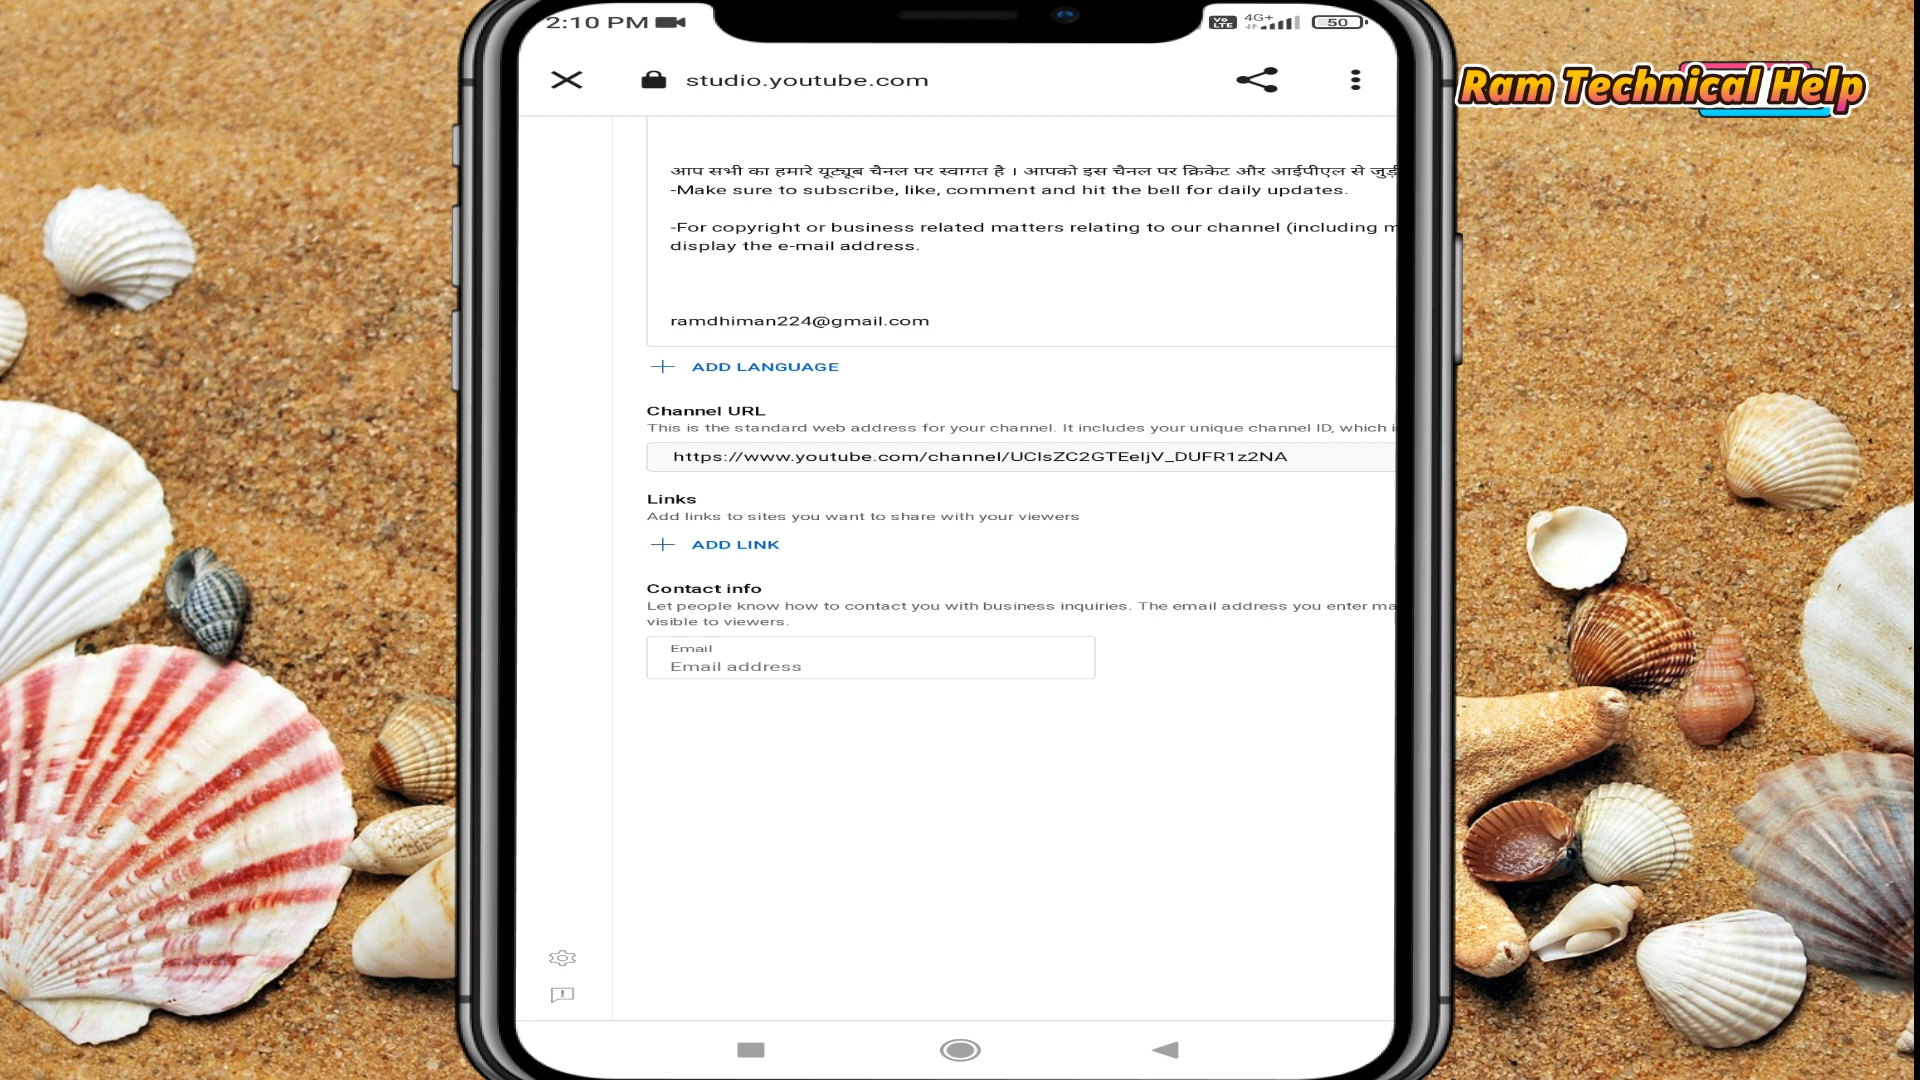 2:10 PM
Vo LTE 4G+ 50
studio.youtube.com
Ram Technical Help
आप सभी का हमारे यूट्यूब चैनल पर स्वागत है । आपको इस चैनल पर क्रिकेट और आईपीएल से
-Make sure to subscribe, like, comment and hit the bell for daily updates.
-For copyright or business related matters relating to our channel (including
display the e-mail address.
ramdhiman224@gmail.com
ADD LANGUAGE
Channel URL
This is the standard web address for your channel. It includes your unique channel ID, which
https://www.youtube.com/channel/UCIsZC2GTEeIjV_DUFR1z2NA
Links
Add links to sites you want to share with your viewers
ADD LINK
Contact info
Let people know how to contact you with business inquiries. The email address you enter
visible to viewers.
Email
Email address